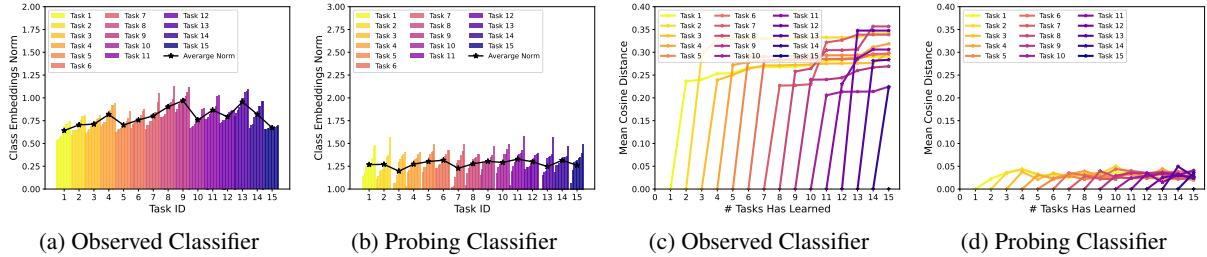 Class Embeddings Norm
2.00
1.75
1.50
1.25
1.00
0.75
0.50
0.25
0.00
Task 1
Task 2
Task 3
Task 4
Task 5
Task 6
Task 7
Task 8
Task 9
Task 10
Task 11
Task 12
Task 13
Task 14
Task 15
Averarge Norm
1 2 3 4 5 6 7 8 9 10 11 12 13 14 15
Task ID
(a) Observed Classifier
Class Embeddings Norm
3.00
2.75
2.50
2.25
2.00
1.75
1.50
1.25
1.00
Task 1
Task 2
Task 3
Task 4
Task 5
Task 6
Task 7
Task 8
Task 9
Task 10
Task 11
Task 12
Task 13
Task 14
Task 15
Averarge Norm
1 2 3 4 5 6 7 8 9 10 11 12 13 14 15
Task ID
(b) Probing Classifier
Mean Cosine Distance
0.40
0.35
0.30
0.25
0.20
0.15
0.10
0.05
0.00
Task 1
Task 2
Task 3
Task 4
Task 5
Task 6
Task 7
Task 8
Task 9
Task 10
Task 11
Task 12
Task 13
Task 14
Task 15
0 1 2 3 4 5 6 7 8 9 10 11 12 13 14 15
# Tasks Has Learned
(c) Observed Classifier
Mean Cosine Distance
0.40
0.35
0.30
0.25
0.20
0.15
0.10
0.05
0.00
Task 1
Task 2
Task 3
Task 4
Task 5
Task 6
Task 7
Task 8
Task 9
Task 10
Task 11
Task 12
Task 13
Task 14
Task 15
0 1 2 3 4 5 6 7 8 9 10 11 12 13 14 15
# Tasks Has Learned
(d) Probing Classifier